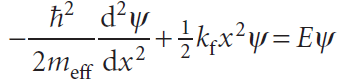 −ħ²/2m_eff d²ψ/dx² + ½k_f x²ψ = Eψ